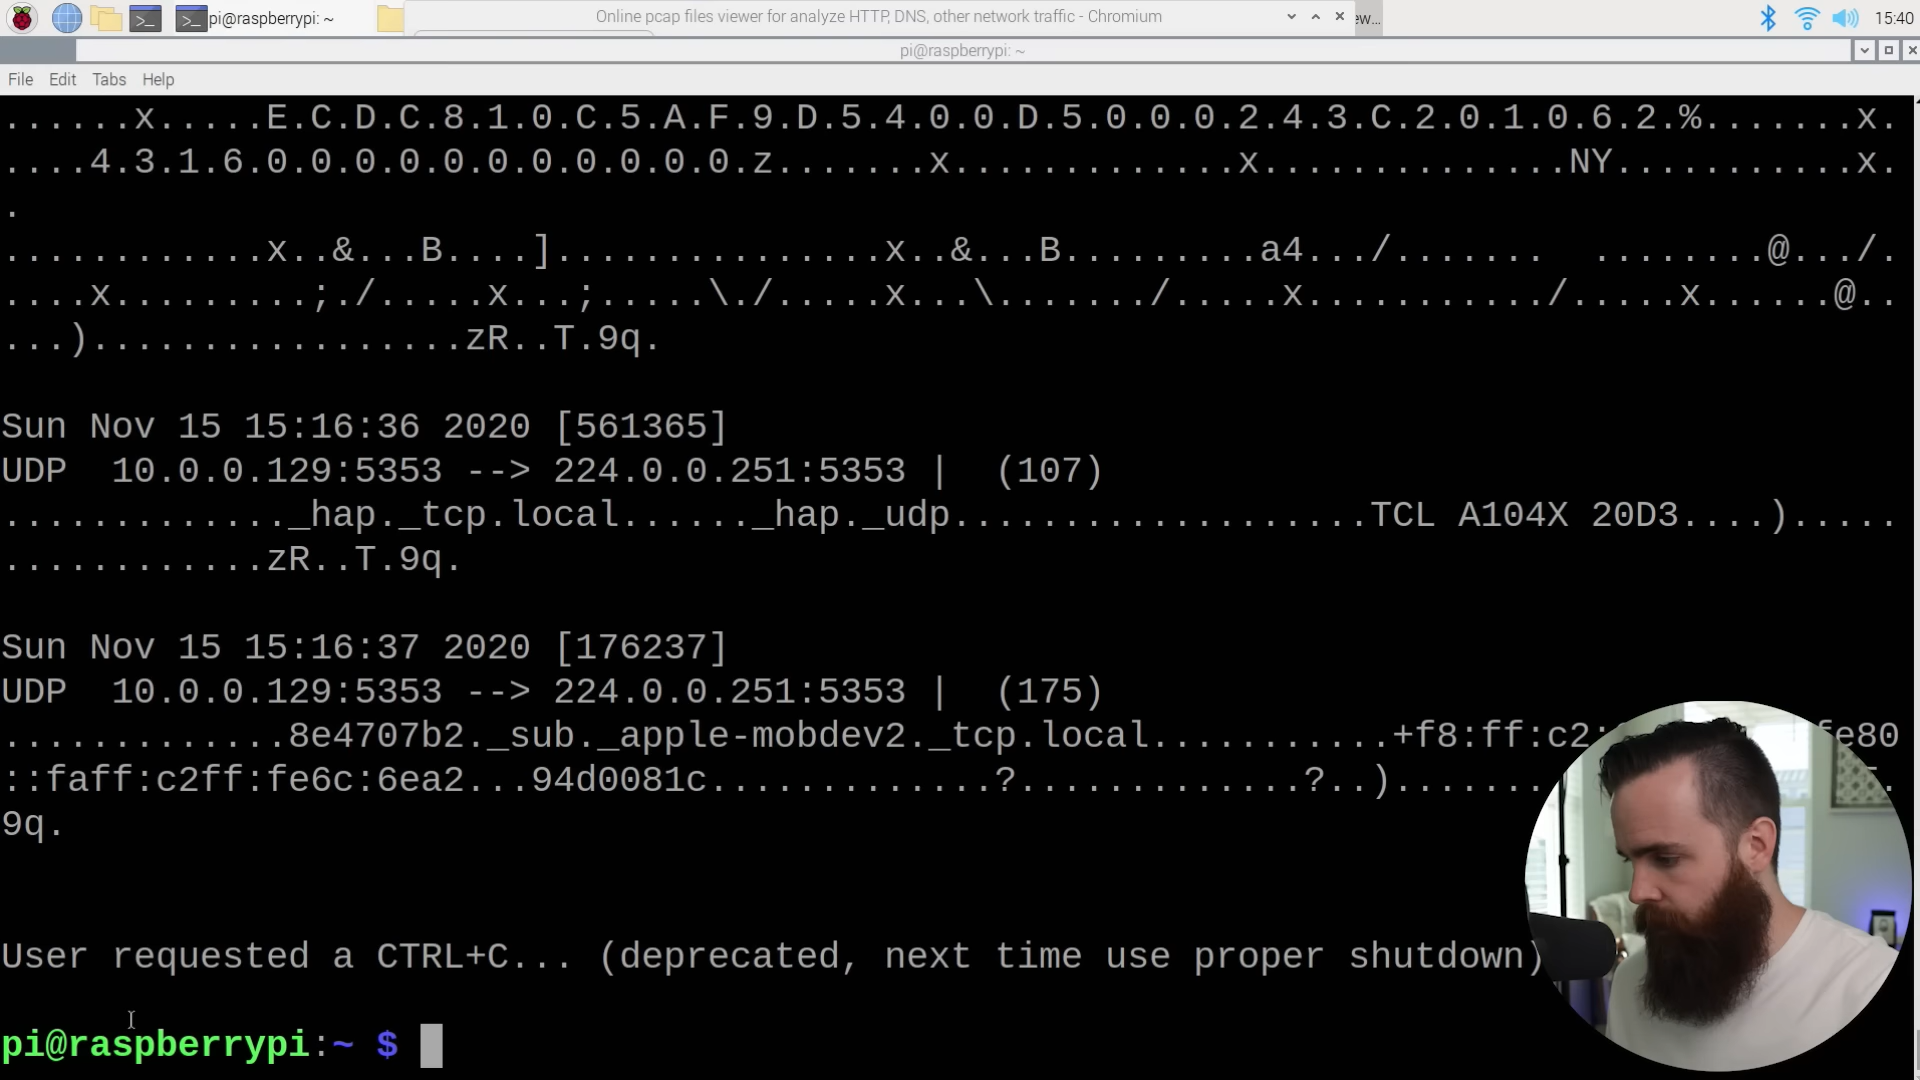 pi@raspberrypi: ~
Online pcap files viewer for analyze HTTP, DNS, other network traffic - Chromium
ew...
15:40
pi@raspberrypi: ~
File Edit Tabs Help
......x.....E.C.D.C.8.1.0.C.5.A.F.9.D.5.4.0.0.D.5.0.0.0.2.4.3.C.2.0.1.0.6.2.%.......x.
....4.3.1.6.0.0.0.0.0.0.0.0.0.0.0.z.......x.............x..............NY...........x.
.
............x..&...B....]...............x..&...B.........a4.../....... ........@.../.
....x.........;./.....x...;.....\./.....x...\......./.....x.........../.....x......@..
...).................zR..T.9q.
Sun Nov 15 15:16:36 2020 [561365]
UDP 10.0.0.129:5353 --> 224.0.0.251:5353 | (107)
............._hap._tcp.local......_hap._udp...................TCL A104X 20D3....).....
............zR..T.9q.
Sun Nov 15 15:16:37 2020 [176237]
UDP 10.0.0.129:5353 --> 224.0.0.251:5353 | (175)
.............8e4707b2._sub._apple-mobdev2._tcp.local...........+f8:ff:c2: fe80
::faff:c2ff:fe6c:6ea2...94d0081c.............?.............?..).......
9q.
User requested a CTRL+C... (deprecated, next time use proper shutdown)
pi@raspberrypi:~ $